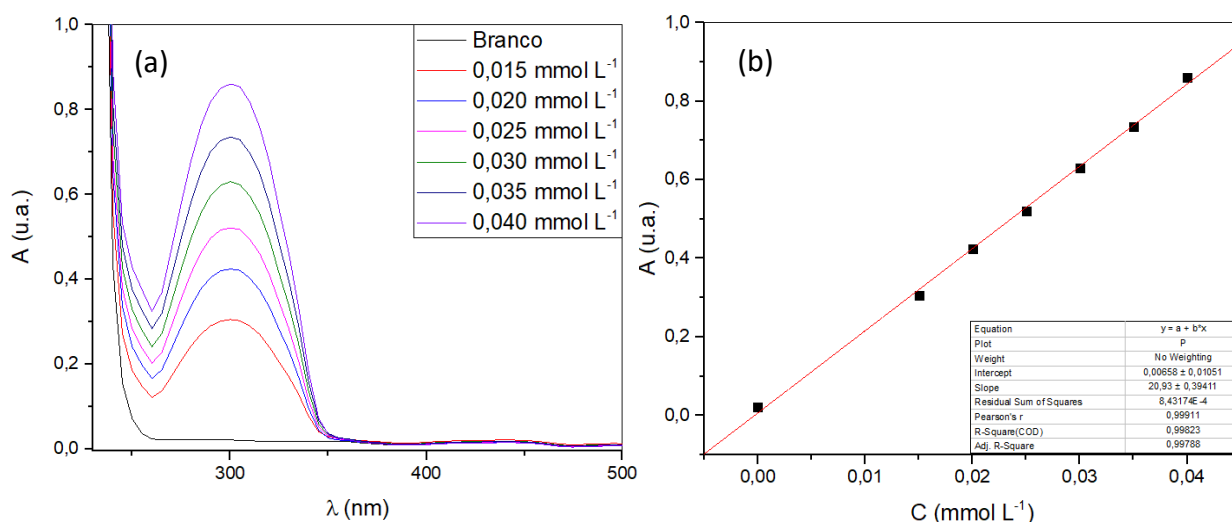 (a)
1,0
0,8
0,6
0,4
0,2
0,0
A (u.a.)
300
400
500
λ (nm)
Branco
0,015 mmol L⁻¹
0,020 mmol L⁻¹
0,025 mmol L⁻¹
0,030 mmol L⁻¹
0,035 mmol L⁻¹
0,040 mmol L⁻¹
(b)
1,0
0,8
0,6
0,4
0,2
0,0
A (u.a.)
0,00
0,01
0,02
0,03
0,04
C (mmol L⁻¹)
Equation y = a + b*x
Plot P
Weight No Weighting
Intercept 0,00658 ± 0,01051
Slope 20,93 ± 0,39411
Residual Sum of Squares 8,43174E-4
Pearson's r 0,99911
R-Square(COD) 0,99823
Adj. R-Square 0,99788